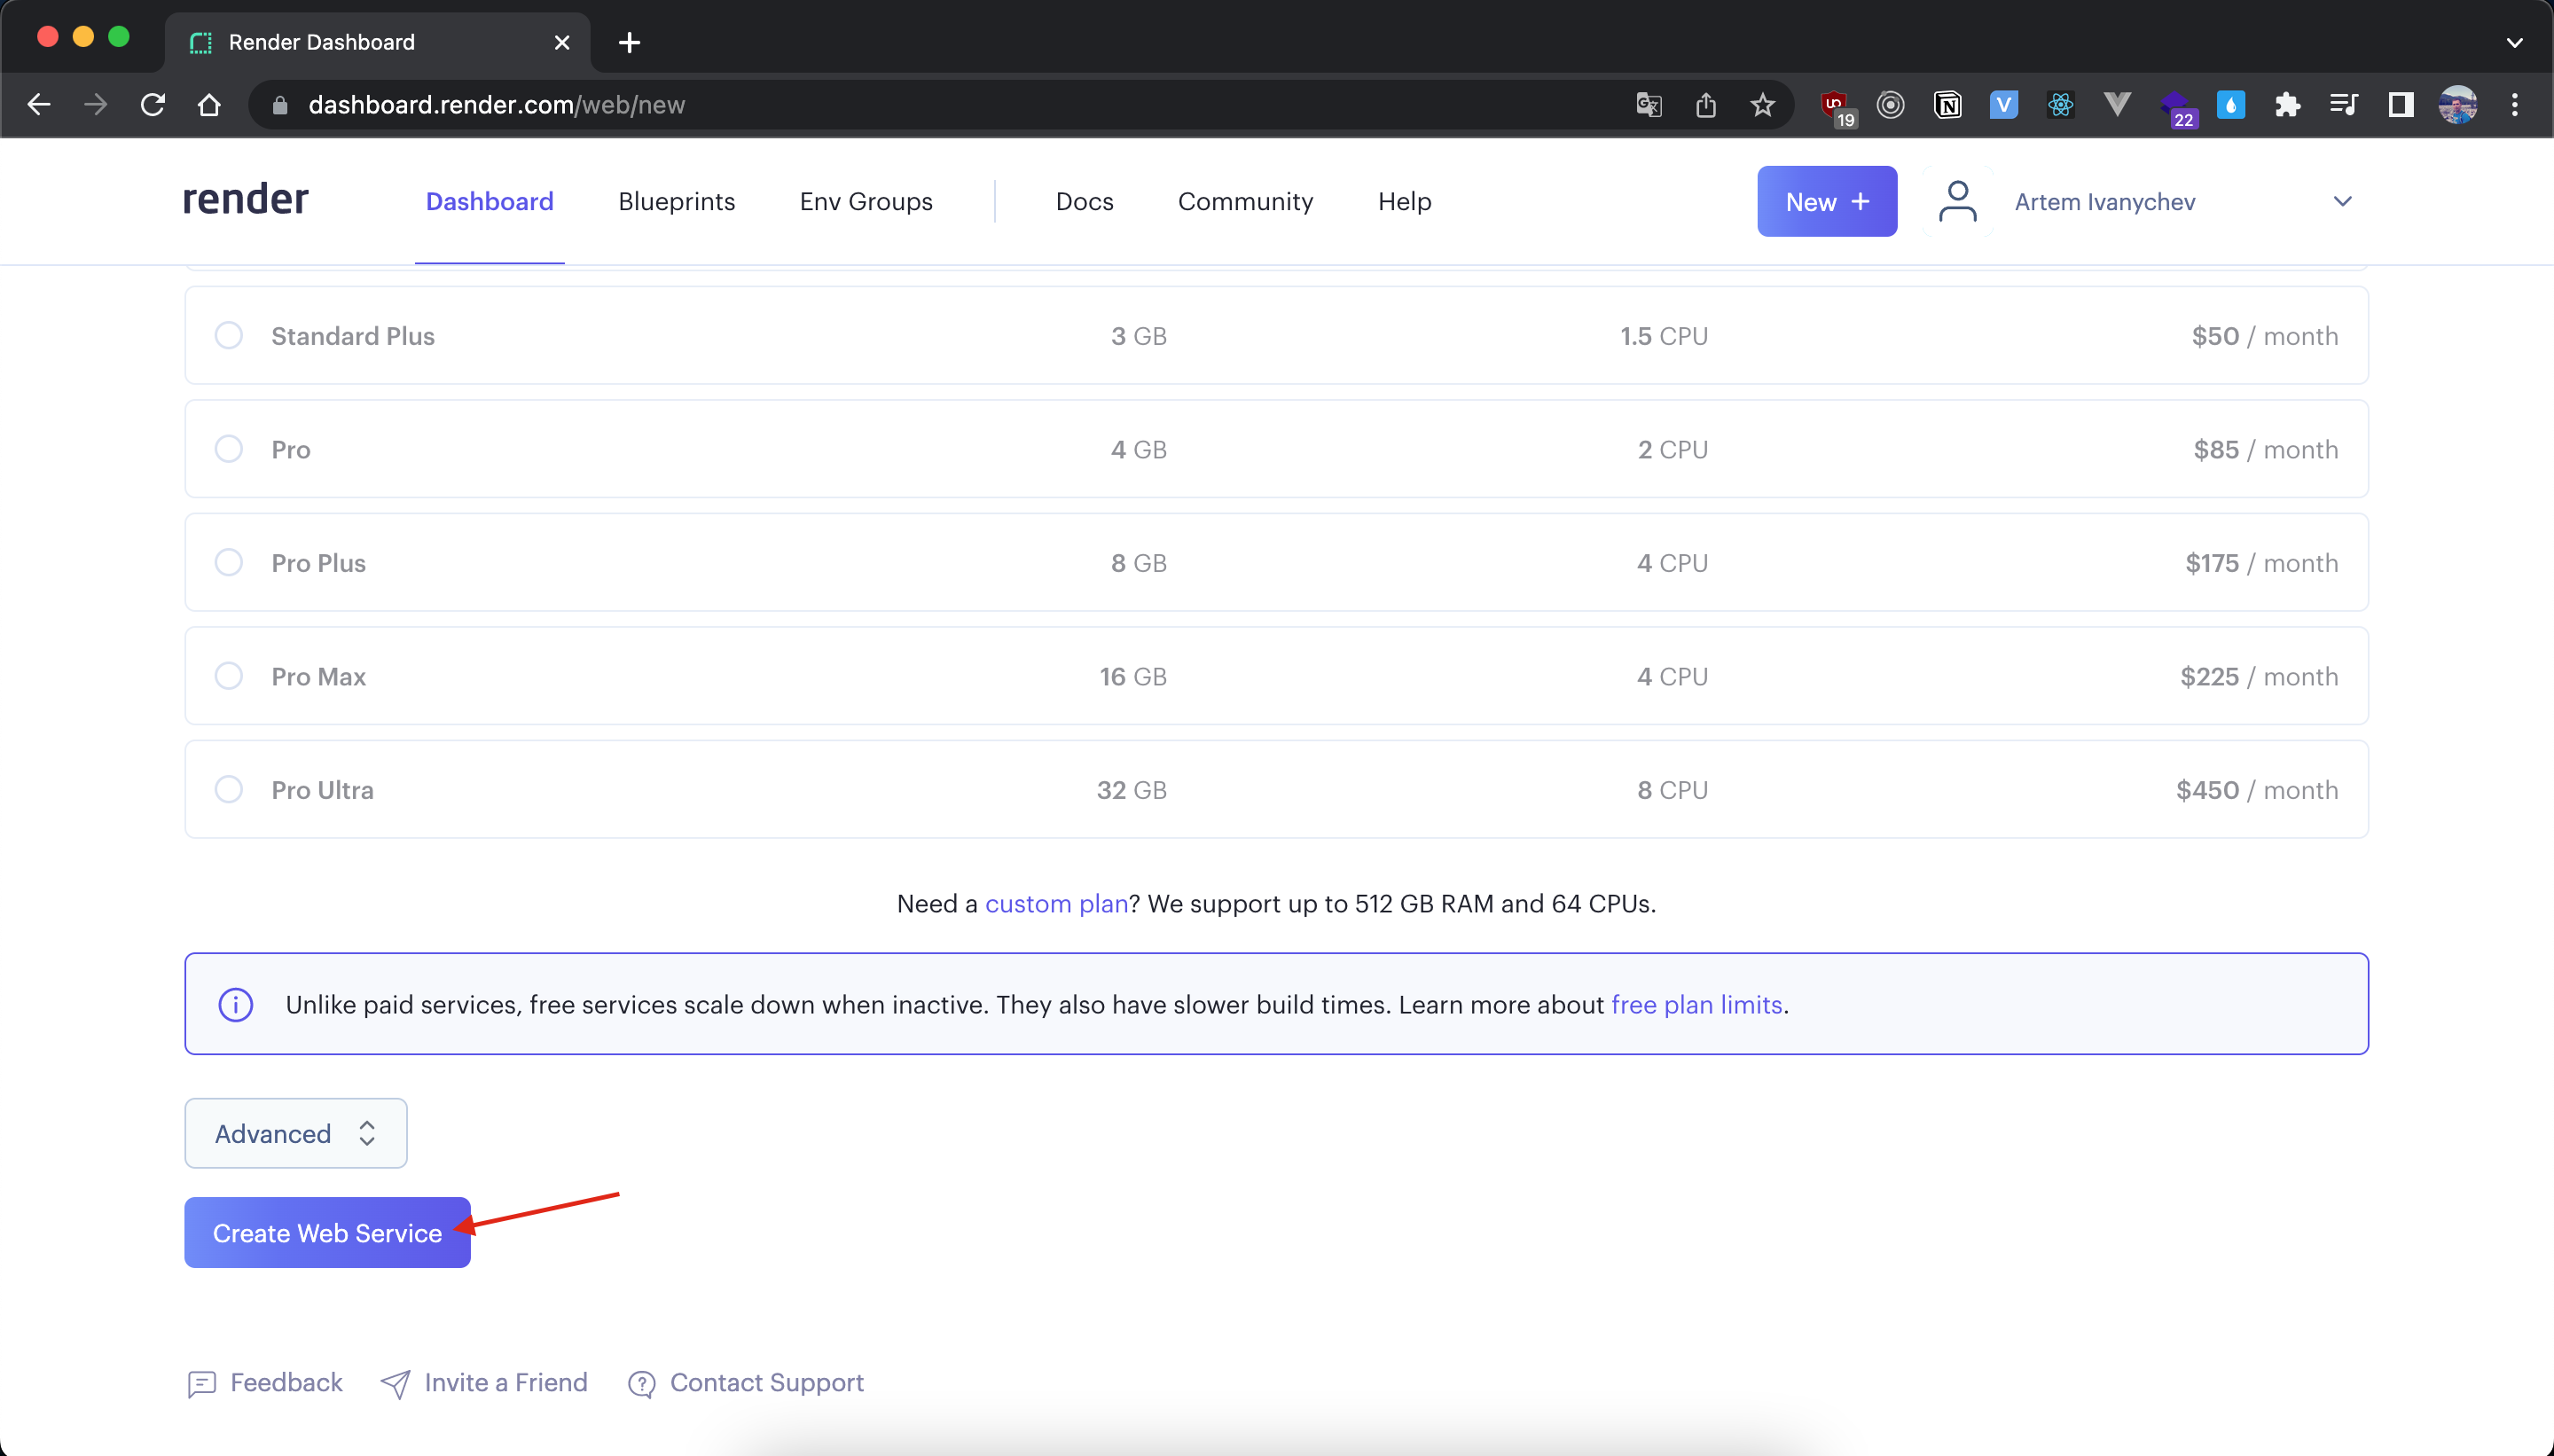 Render Dashboard
dashboard.render.com/web/new
19
22
render
Dashboard
Blueprints
Env Groups
Docs
Community
Help
New +
Artem Ivanychev
Standard Plus 3 GB 1.5 CPU $50 / month
Pro 4 GB 2 CPU $85 / month
Pro Plus 8 GB 4 CPU $175 / month
Pro Max 16 GB 4 CPU $225 / month
Pro Ultra 32 GB 8 CPU $450 / month
Need a custom plan? We support up to 512 GB RAM and 64 CPUs.
Unlike paid services, free services scale down when inactive. They also have slower build times. Learn more about free plan limits.
Advanced
Create Web Service
Feedback
Invite a Friend
Contact Support